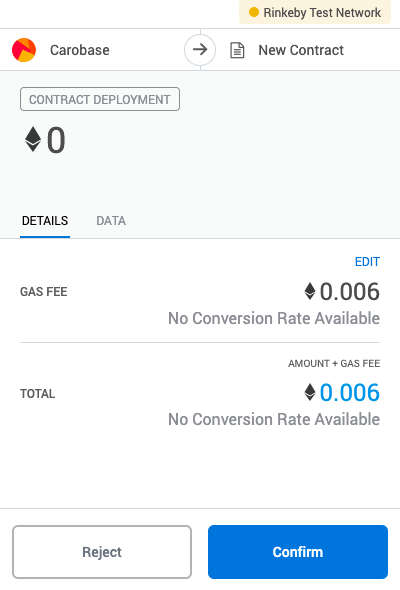 Rinkeby Test Network
Carobase
New Contract
CONTRACT DEPLOYMENT
0
DETAILS DATA
EDIT
GAS FEE 0.006
No Conversion Rate Available
AMOUNT + GAS FEE
TOTAL 0.006
No Conversion Rate Available
Reject Confirm